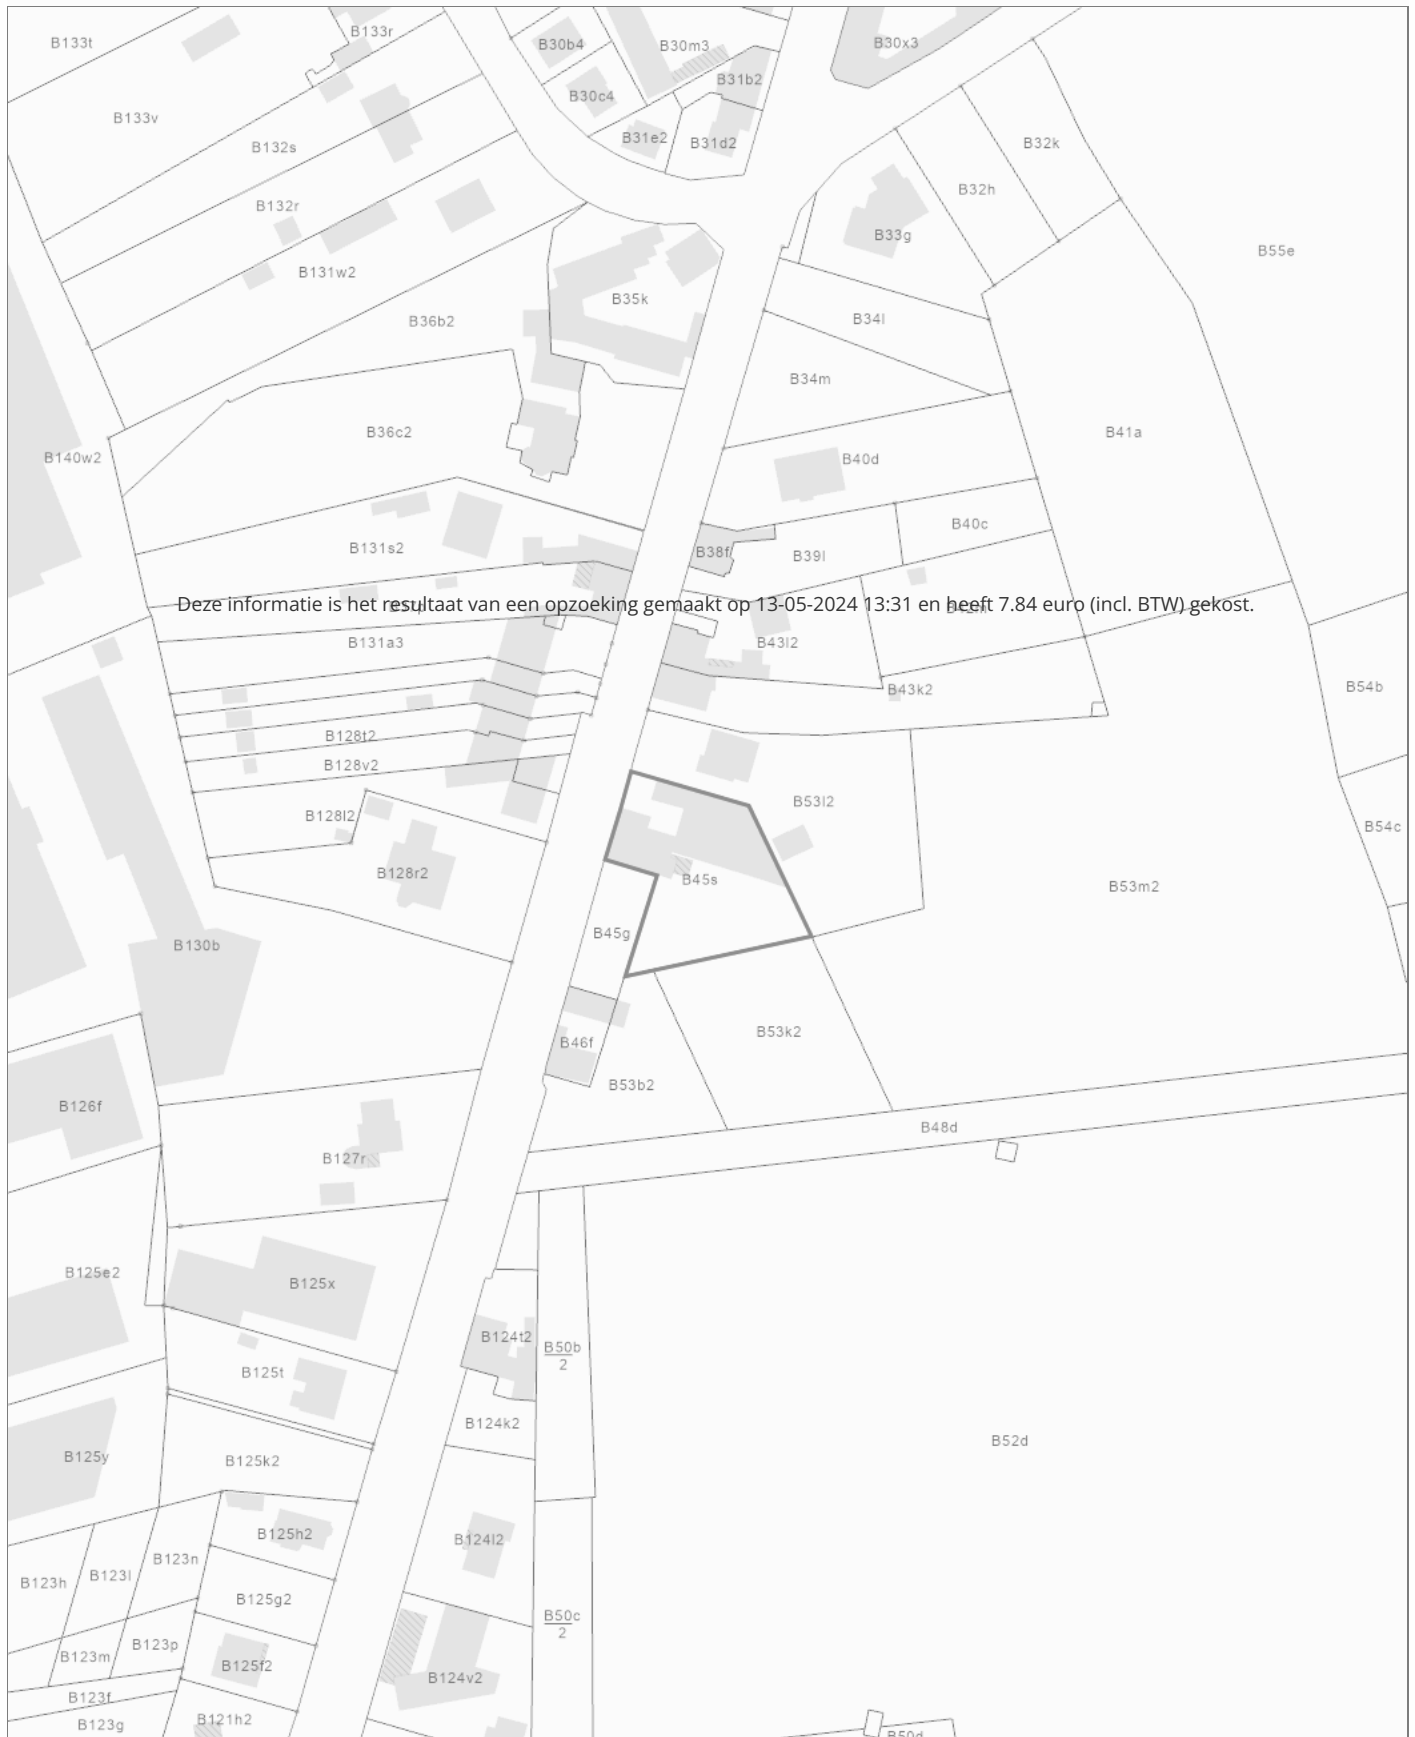 B133t
B133r
B30b4
B30m3
B30x3
B31b2
B30c4
B133v
B132s
B31e2
B31d2
B32k
B32h
B132r
B33g
B55e
B131w2
B35k
B36b2
B34l
B34m
B36c2
B41a
B140w2
B40d
B40c
B131s2
B38f
B39l
Deze informatie is het resultaat van een opzoeking gemaakt op 13-05-2024 13:31 en heeft 7.84 euro (incl. BTW) gekost.
B131a3
B43l2
B43k2
B54b
B128t2
B128v2
B53l2
B128l2
B54c
B128r2
B45s
B53m2
B45g
B130b
B53k2
B46f
B53b2
B126f
B48d
B127r
B125e2
B125x
B124t2
B50b
2
B125t
B124k2
B52d
B125y
B125k2
B125h2
B124l2
B123n
B123l
B123h
B125g2
B50c
2
B123p
B123m
B125f2
B124v2
B123f
B121h2
B123g
B50d